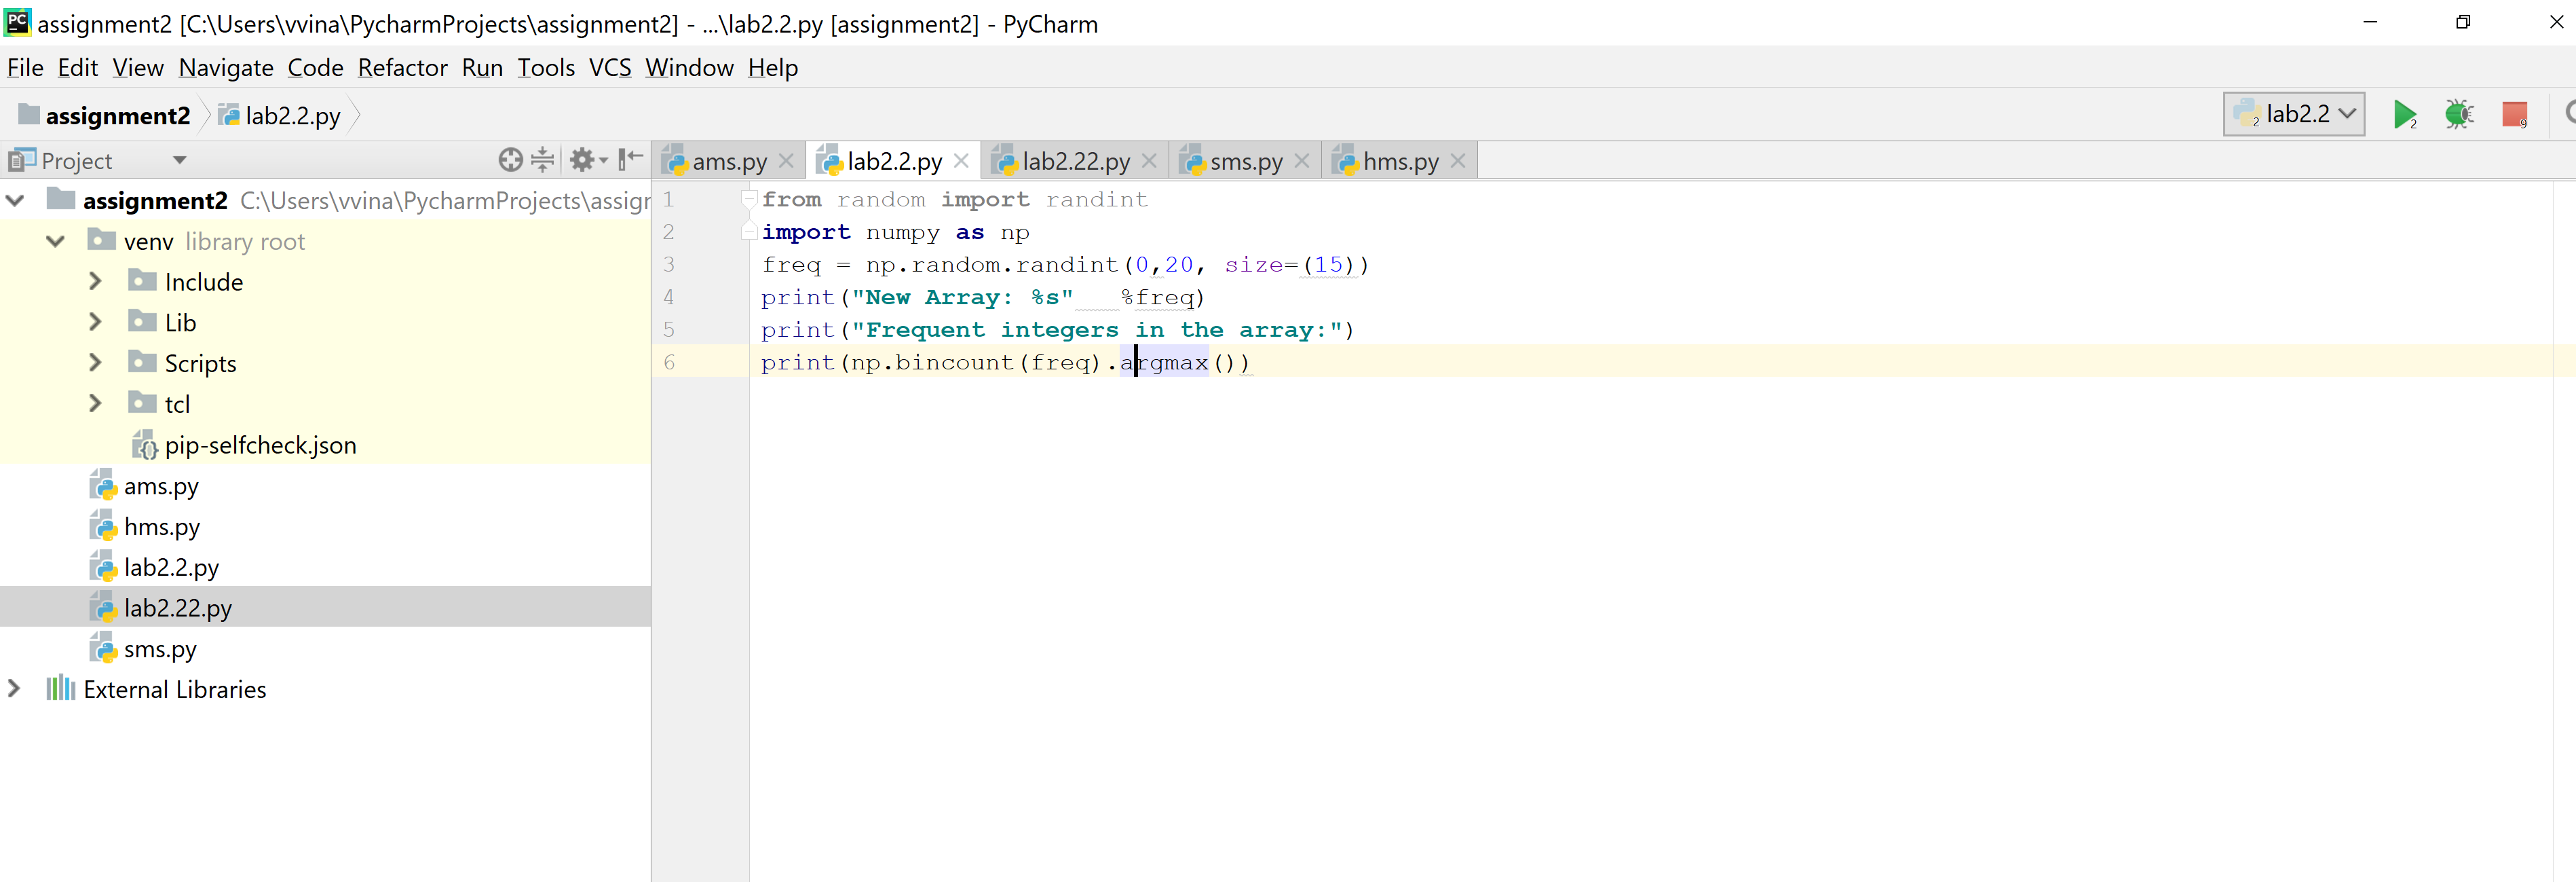 PC assignment2 [C:\Users\vvina\PycharmProjects\assignment2] - ...\lab2.2.py [assignment2] - PyCharm
File Edit View Navigate Code Refactor Run Tools VCS Window Help
assignment2 lab2.2.py
2 lab2.2 2 9
Project
ams.py lab2.2.py lab2.22.py sms.py hms.py
assignment2 C:\Users\vvina\PycharmProjects\assign
venv library root
Include
Lib
Scripts
tcl
pip-selfcheck.json
ams.py
hms.py
lab2.2.py
lab2.22.py
sms.py
External Libraries
1 from random import randint
2 import numpy as np
3 freq = np.random.randint(0,20, size=(15))
4 print("New Array: %s"   %freq)
5 print("Frequent integers in the array:")
6 print(np.bincount(freq).argmax())